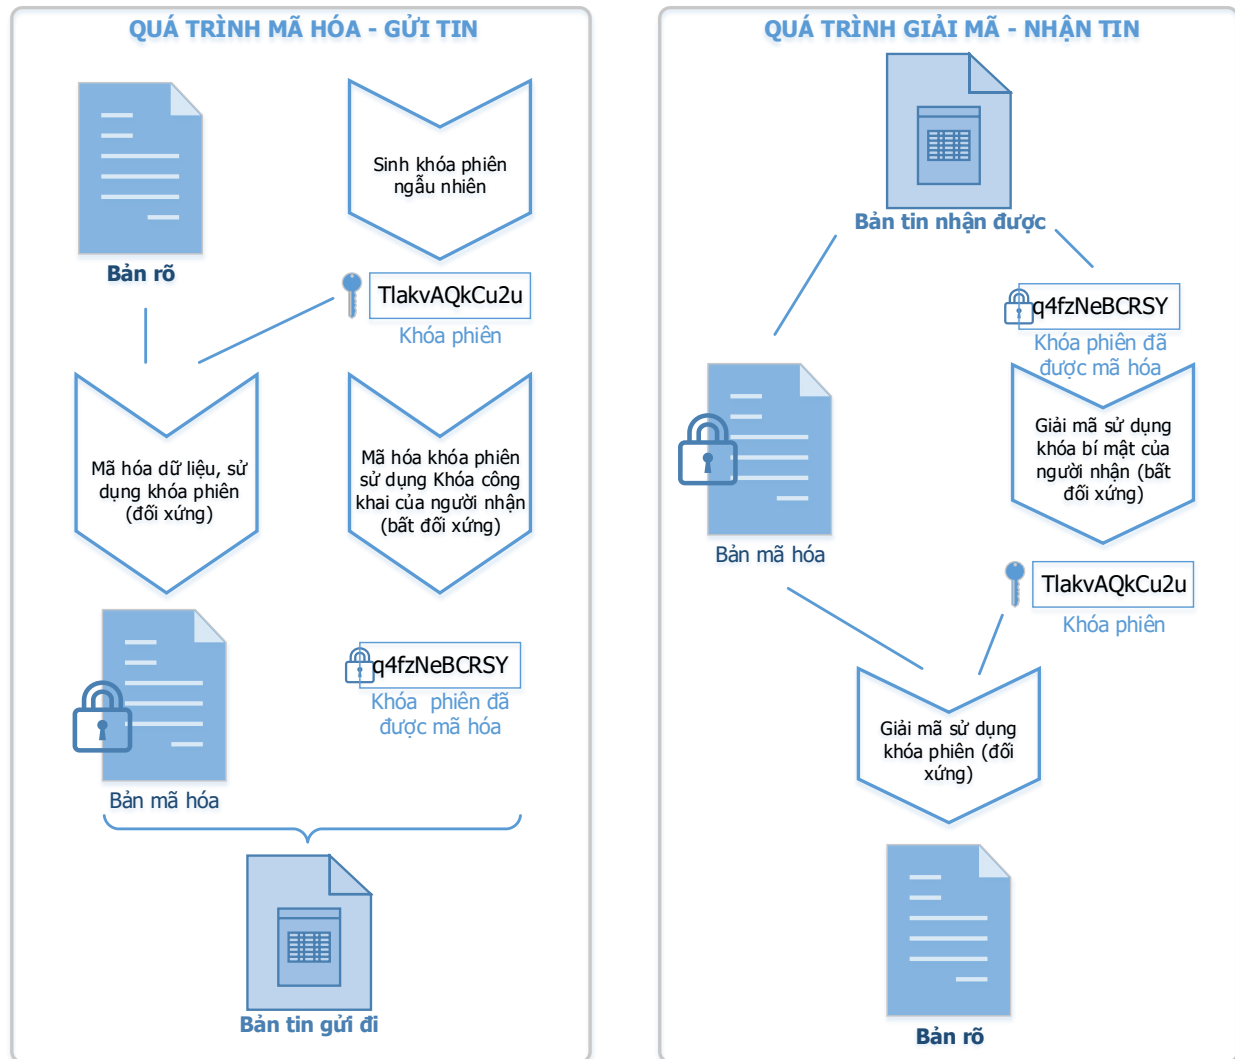 QUÁ TRÌNH MÃ HÓA - GỬI TIN
Sinh khóa phiên
ngẫu nhiên
Bản rõ
TlakvAQkCu2u
Khóa phiên
Mã hóa dữ liệu, sử
dụng khóa phiên
(đối xứng)
Mã hóa khóa phiên
sử dụng Khóa công
khai của người nhận
(bất đối xứng)
q4fzNeBCRSY
Khóa phiên đã
được mã hóa
Bản mã hóa
Bản tin gửi đi
QUÁ TRÌNH GIẢI MÃ - NHẬN TIN
Bản tin nhận được
q4fzNeBCRSY
Khóa phiên đã
được mã hóa
Giải mã sử dụng
khóa bí mật của
người nhận (bất
đối xứng)
Bản mã hóa
TlakvAQkCu2u
Khóa phiên
Giải mã sử dụng
khóa phiên (đối
xứng)
Bản rõ